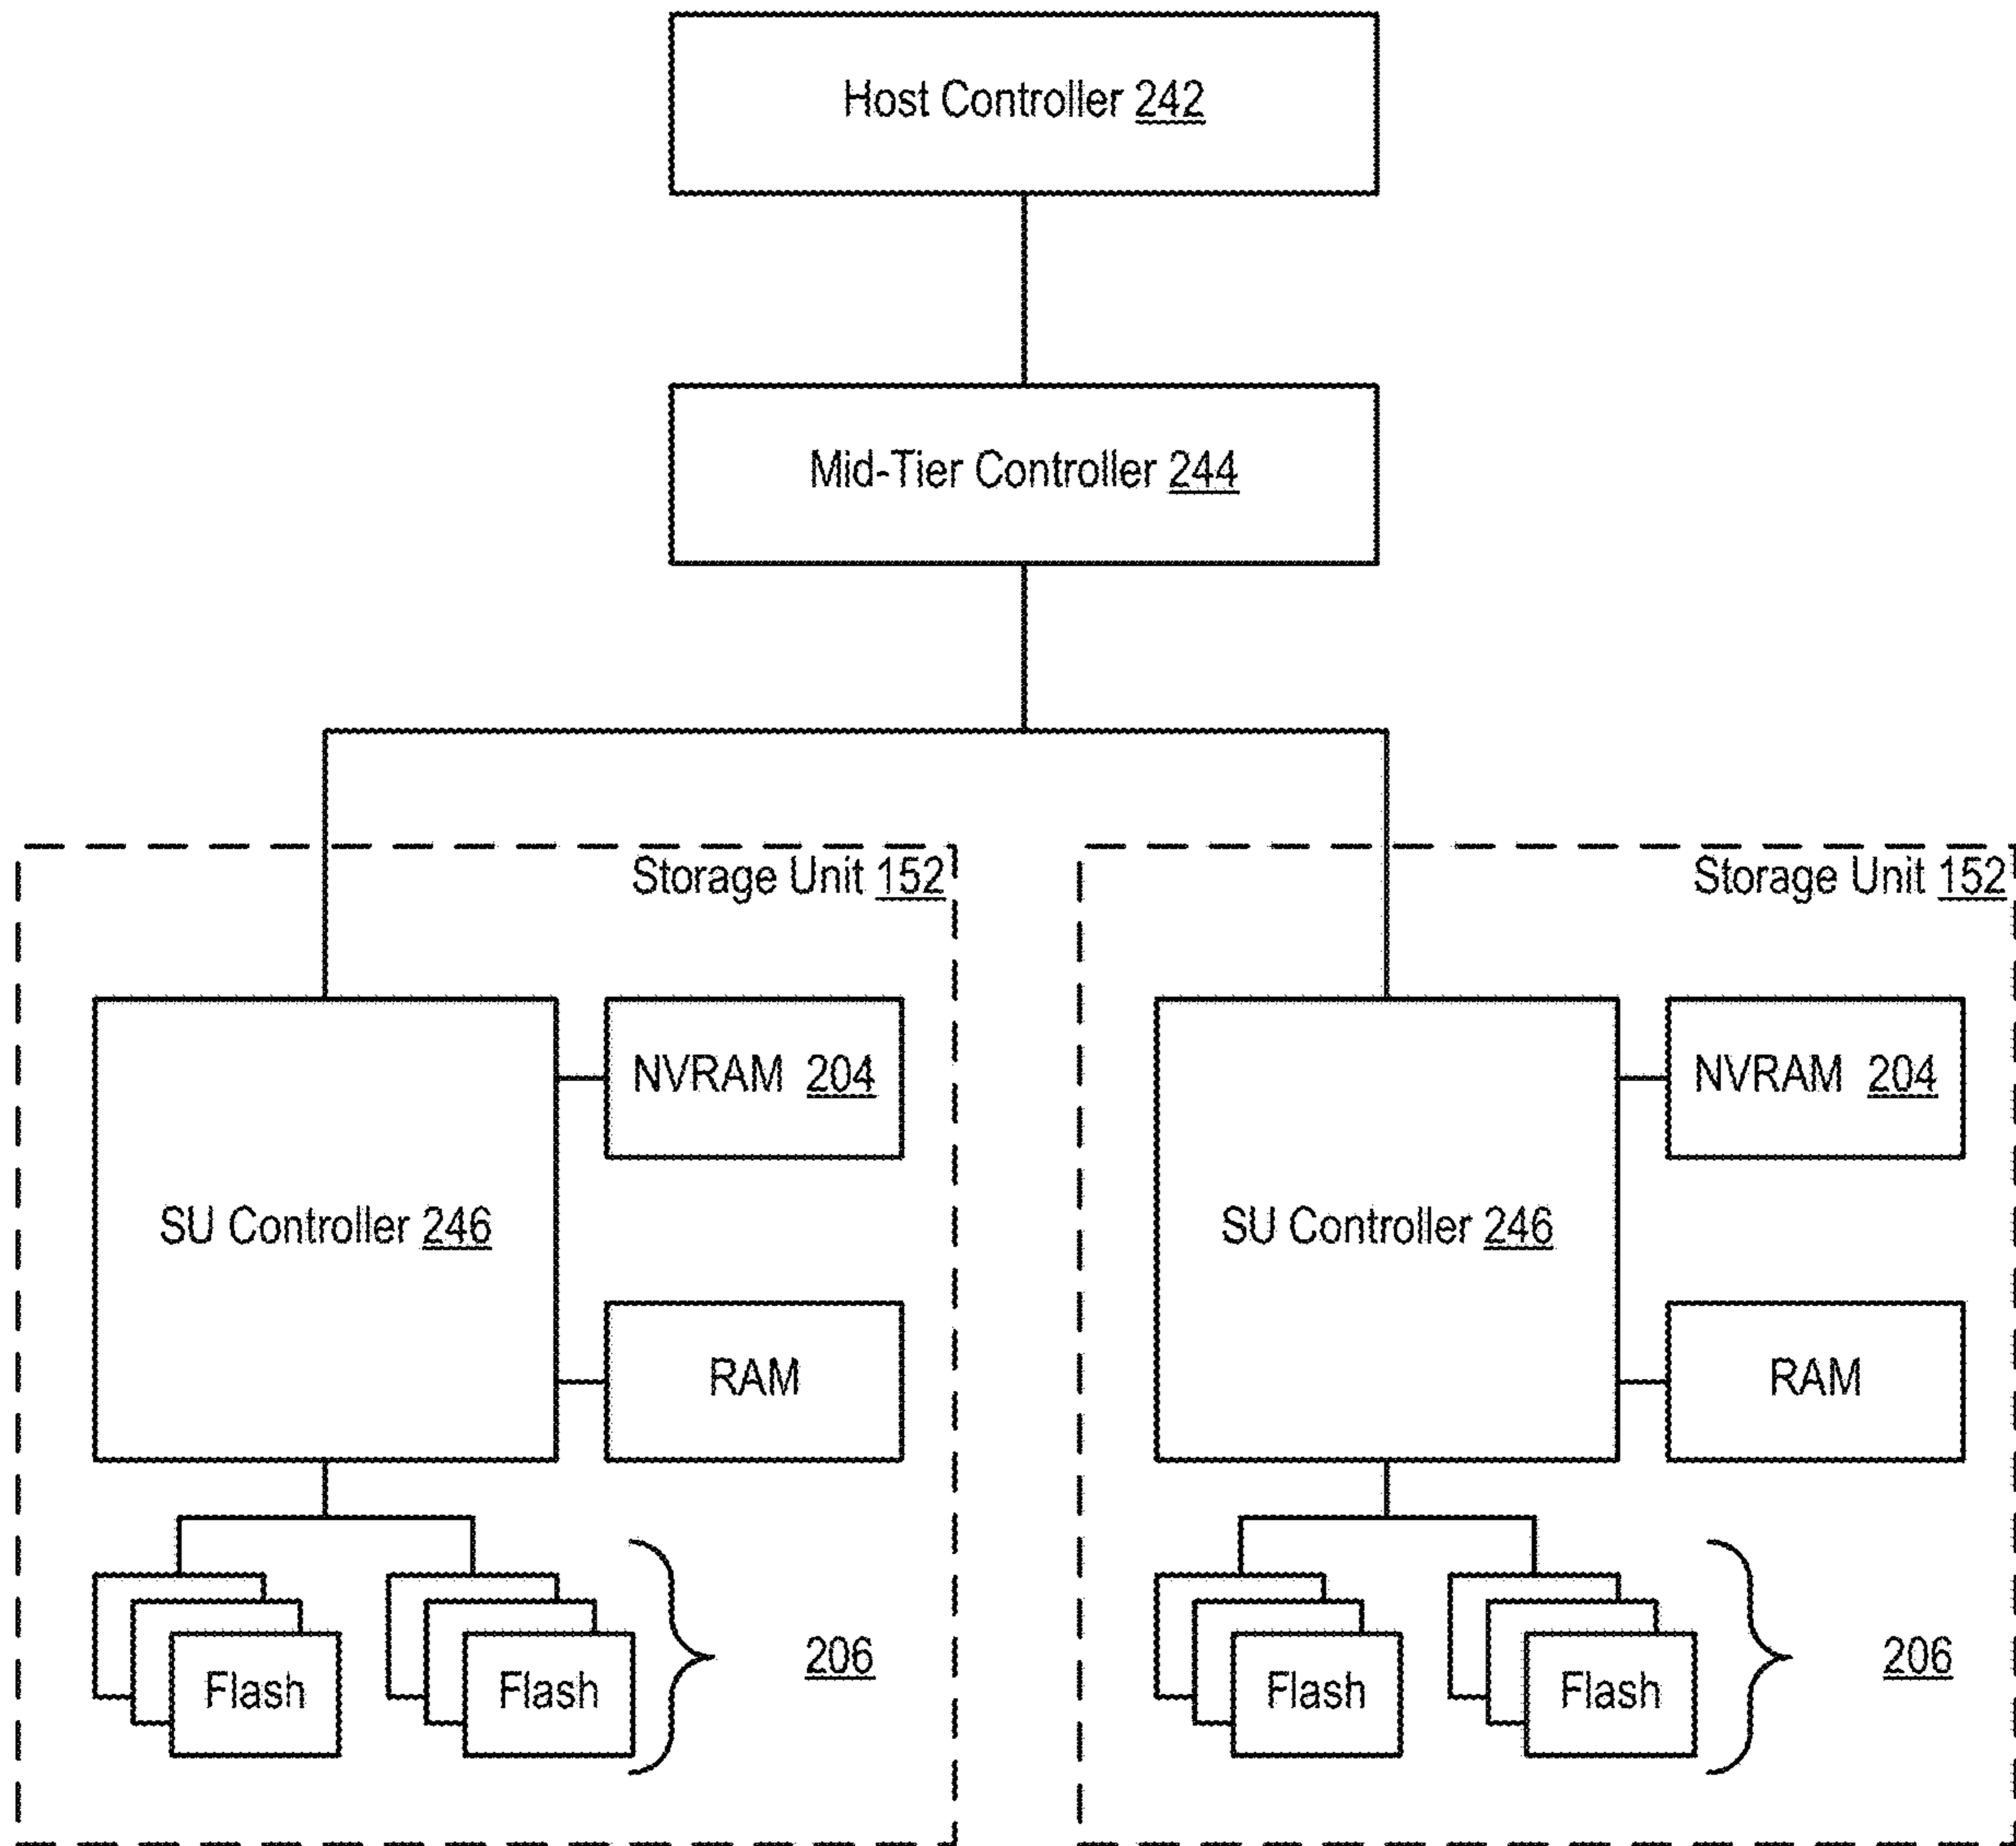 Host Controller 242
Mid-Tier Controller 244
Storage Unit 152
NVRAM 204
SU Controller 246
RAM
Flash
Flash
206
Storage Unit 152
NVRAM 204
SU Controller 246
RAM
Flash
Flash
206